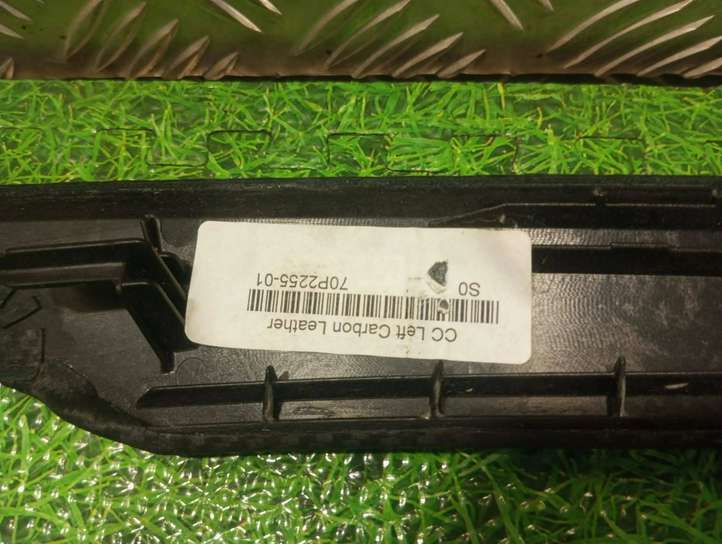 CC Left Carbon Leather
70P2255-01
S0